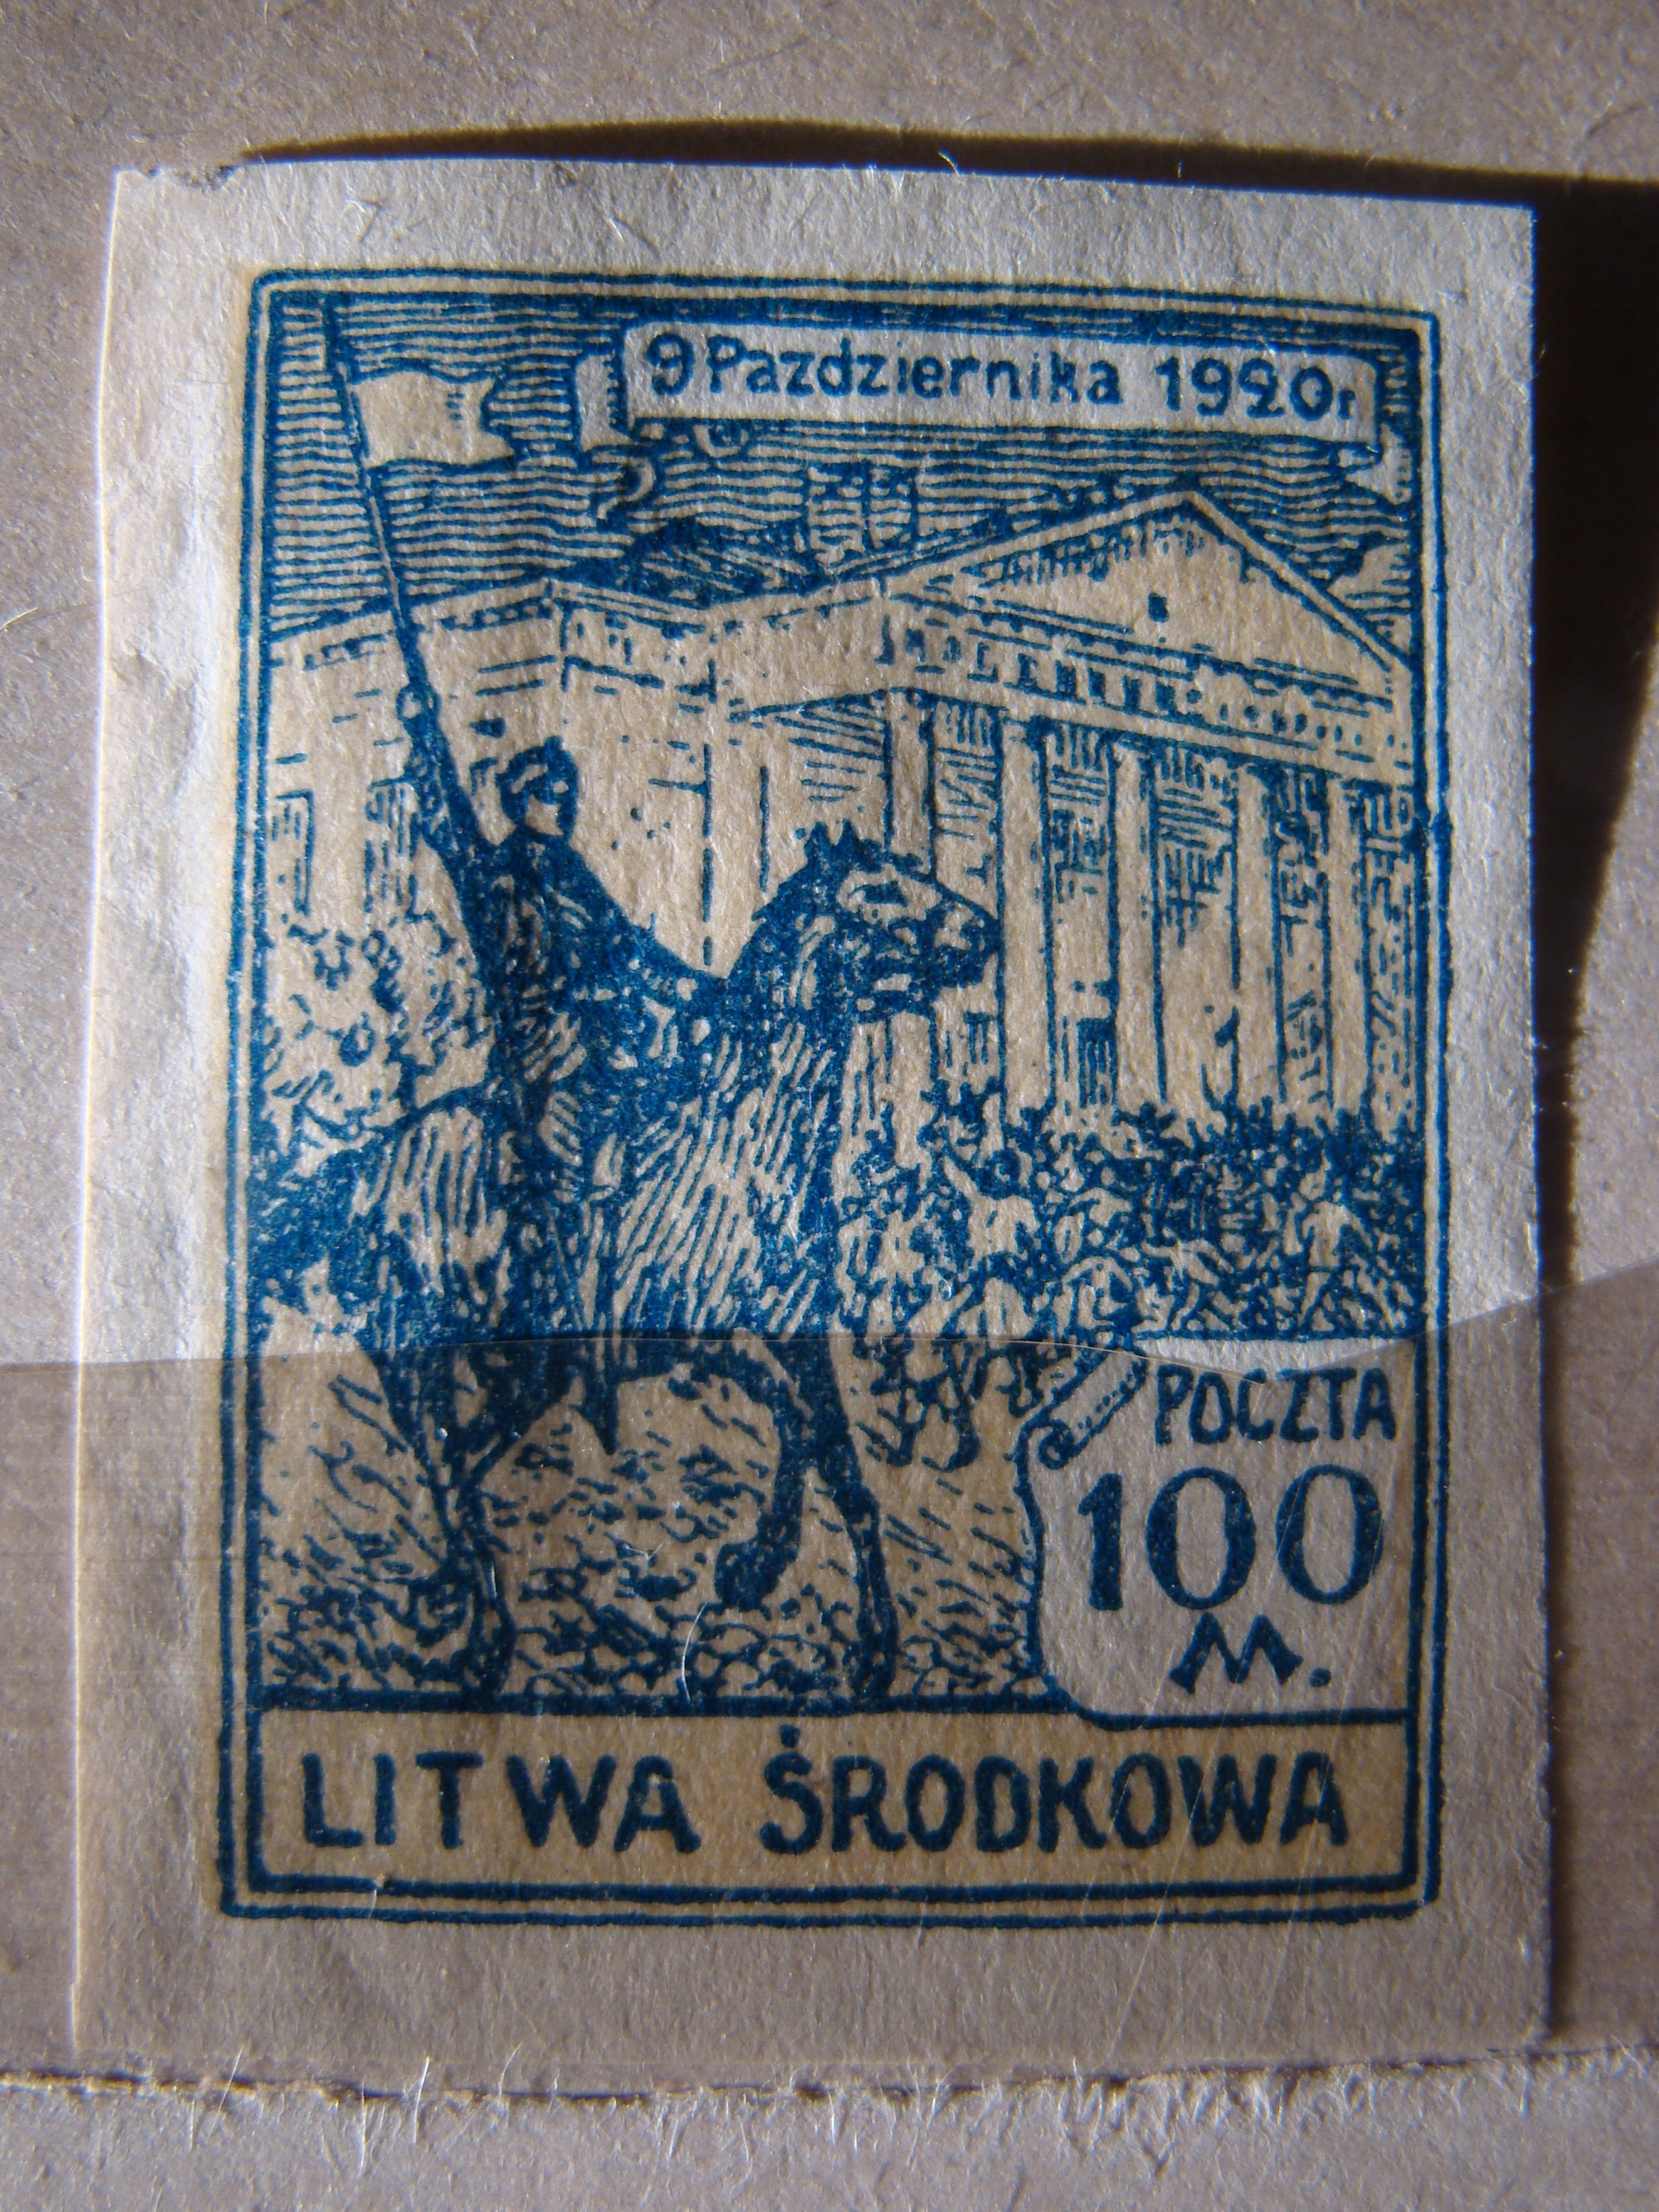 9 Pazdziernika 1920r
POCZTA
100
M.
LITWA ŚRODKOWA